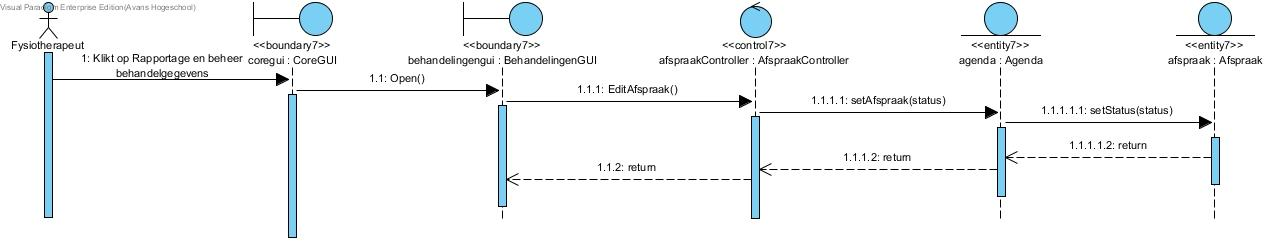 Visual Paradigm Enterprise Edition(Avans Hogeschool)
Fysiotherapeut
<<boundary7>>
coregui : CoreGUI
<<boundary7>>
behandelingengui : BehandelingenGUI
<<control7>>
afspraakController : AfspraakController
<<entity7>>
agenda : Agenda
<<entity7>>
afspraak : Afspraak
1: Klikt op Rapportage en beheer
behandelgegevens
1.1: Open()
1.1.1: EditAfspraak()
1.1.1.1: setAfspraak(status)
1.1.1.1.1: setStatus(status)
1.1.1.1.2: return
1.1.1.2: return
1.1.2: return